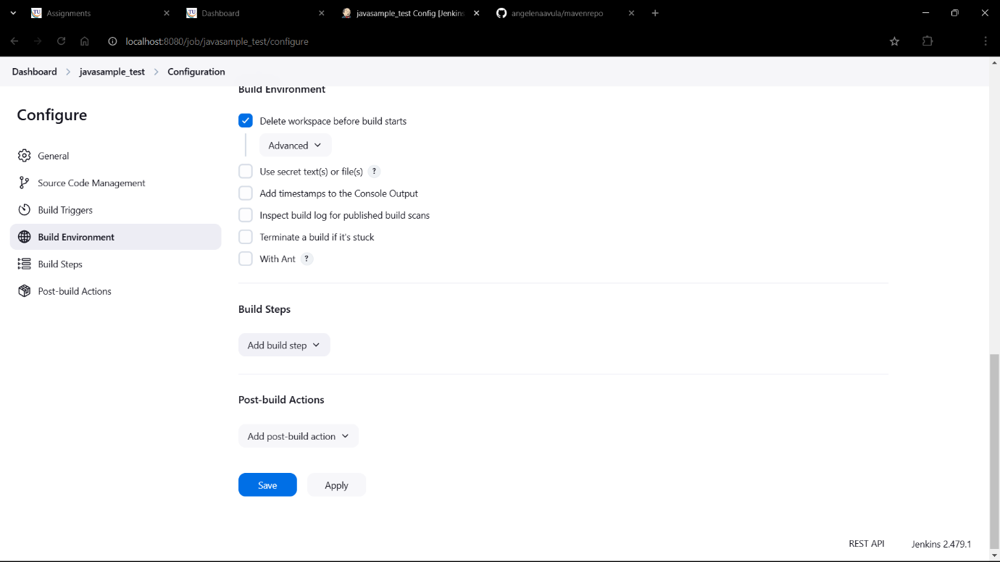 Assignments
Dashboard
javasample_test Config [Jenkins
angelenaavula/mavenrepo
localhost:8080/job/javasample_test/configure
Dashboard > javasample_test > Configuration
Build Environment
Configure
Delete workspace before build starts
Advanced
General
Use secret text(s) or file(s) ?
Source Code Management
Add timestamps to the Console Output
Build Triggers
Inspect build log for published build scans
Build Environment
Terminate a build if it's stuck
With Ant ?
Build Steps
Post-build Actions
Build Steps
Add build step
Post-build Actions
Add post-build action
Save
Apply
REST API
Jenkins 2.479.1